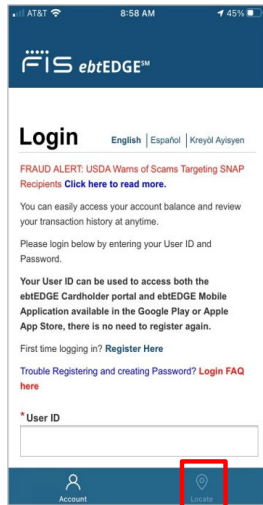 AT&T 8:58 AM 45%
FIS ebtEDGE℠
Login English | Español | Kreyòl Ayisyen
FRAUD ALERT: USDA Warns of Scams Targeting SNAP
Recipients Click here to read more.
You can easily access your account balance and review
your transaction history at anytime.
Please login below by entering your User ID and
Password.
Your User ID can be used to access both the
ebtEDGE Cardholder portal and ebtEDGE Mobile
Application available in the Google Play or Apple
App Store, there is no need to register again.
First time logging in? Register Here
Trouble Registering and creating Password? Login FAQ
here
*User ID
Account Locate